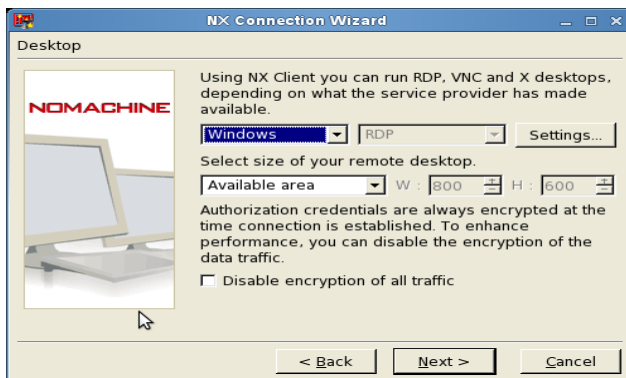 NX Connection Wizard
Desktop
NOMACHINE
Using NX Client you can run RDP, VNC and X desktops,
depending on what the service provider has made
available.
Windows RDP Settings...
Select size of your remote desktop.
Available area W : 800 H : 600
Authorization credentials are always encrypted at the
time connection is established. To enhance
performance, you can disable the encryption of the
data traffic.
Disable encryption of all traffic
< Back Next > Cancel